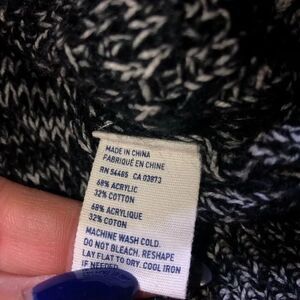 MADE IN CHINA
FABRIQUÉ EN CHINE
RN 54485 CA 03873
68% ACRYLIC
32% COTTON
68% ACRYLIQUE
32% COTON
MACHINE WASH COLD.
DO NOT BLEACH. RESHAPE
LAY FLAT TO DRY. COOL IRON
IF NEEDED